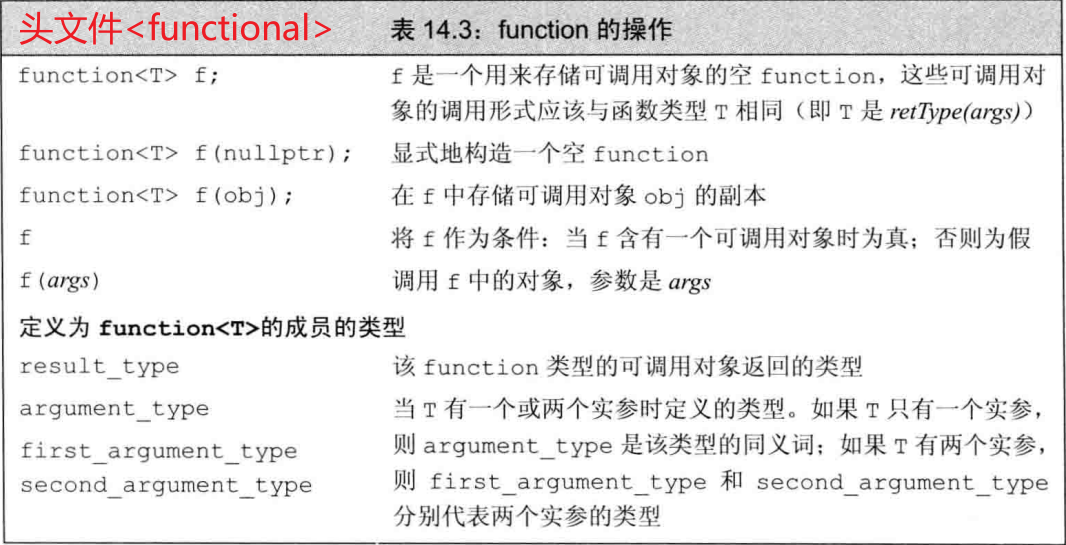 头文件<functional> 表 14.3：function 的操作
function<T> f; f 是一个用来存储可调用对象的空 function，这些可调用对
象的调用形式应该与函数类型 T 相同（即 T 是 retType(args)）
function<T> f(nullptr); 显式地构造一个空 function
function<T> f(obj); 在 f 中存储可调用对象 obj 的副本
f 将 f 作为条件：当 f 含有一个可调用对象时为真；否则为假
f(args) 调用 f 中的对象，参数是 args
定义为 function<T>的成员的类型
result_type 该 function 类型的可调用对象返回的类型
argument_type 当 T 有一个或两个实参时定义的类型。如果 T 只有一个实参，
first_argument_type 则 argument_type 是该类型的同义词；如果 T 有两个实参，
second_argument_type 则 first_argument_type 和 second_argument_type
分别代表两个实参的类型